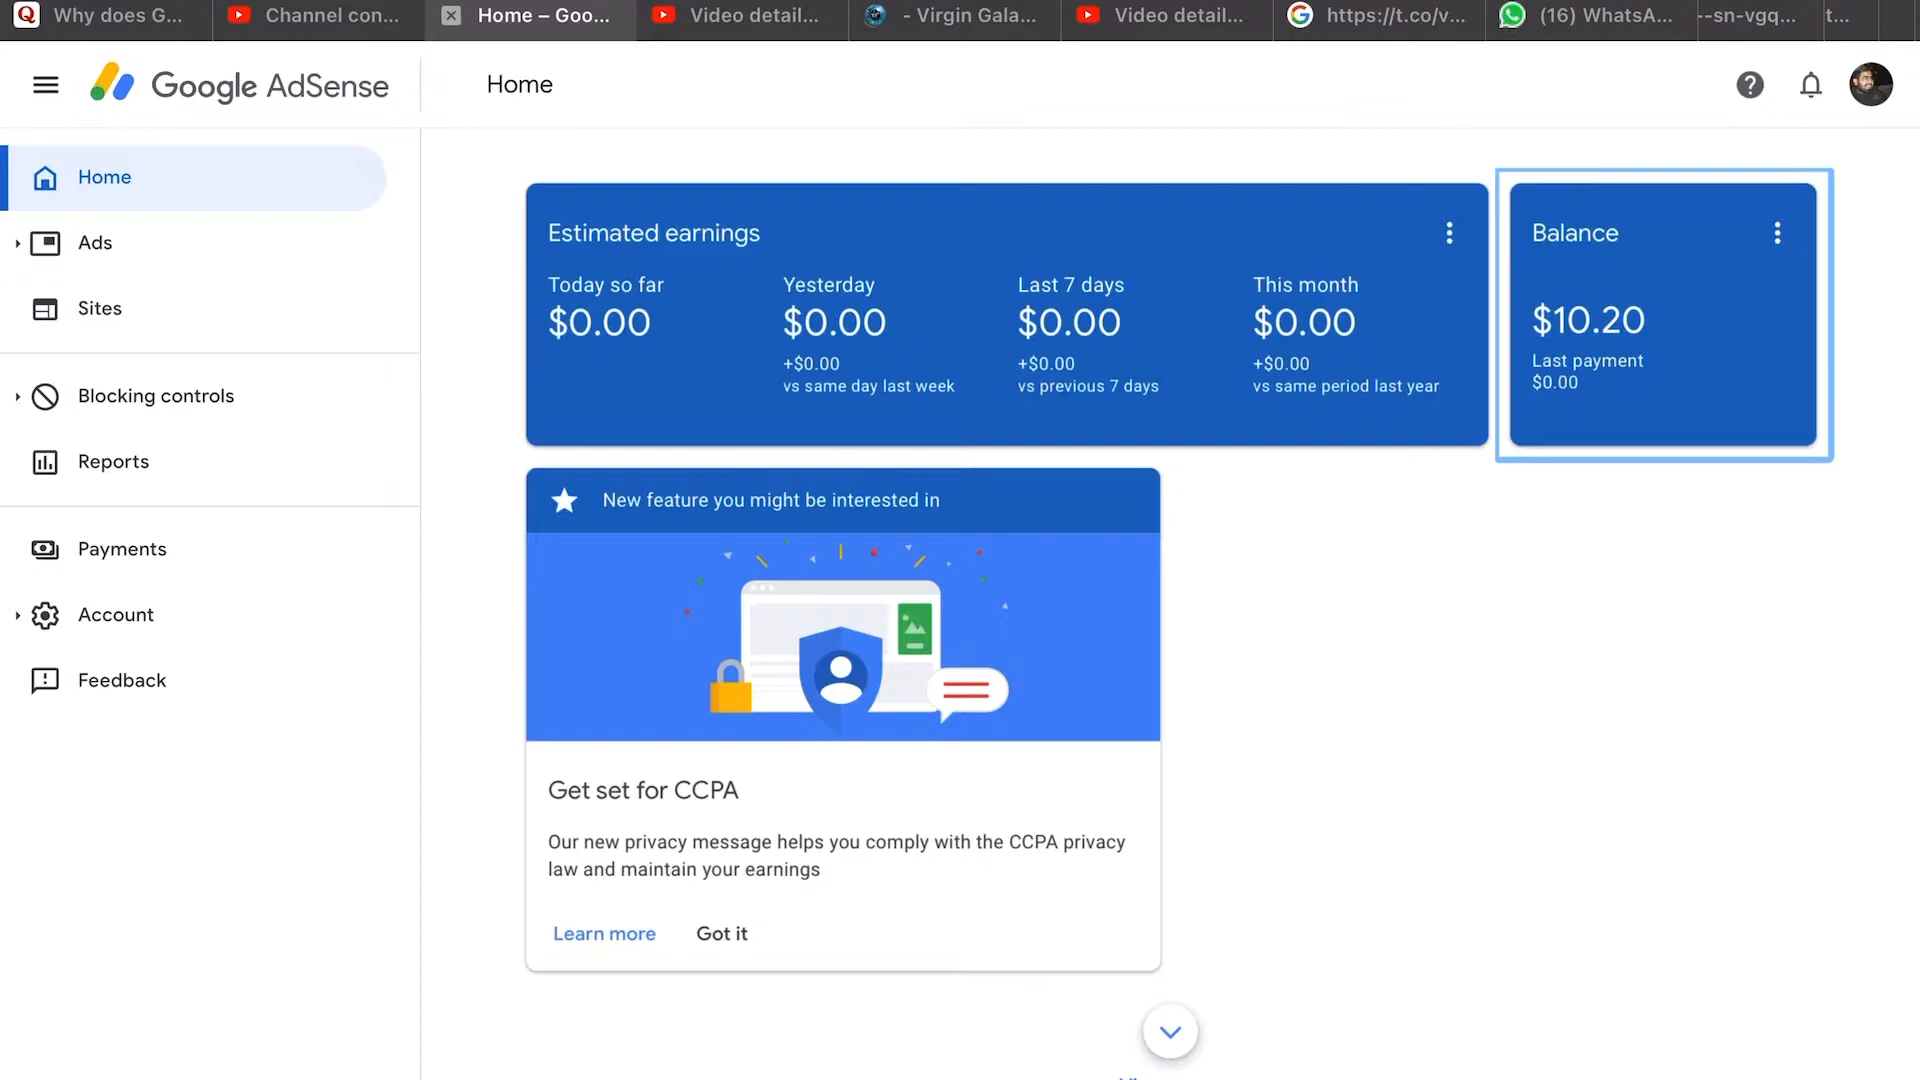 Why does G...
Channel con...
Home – Goo...
Video detail...
- Virgin Gala...
Video detail...
https://t.co/v...
(16) WhatsA...
--sn-vgq...
t...
Google AdSense
Home
Home
Ads
Sites
Blocking controls
Reports
Payments
Account
Feedback
Estimated earnings
Today so far
$0.00
Yesterday
$0.00
+$0.00
vs same day last week
Last 7 days
$0.00
+$0.00
vs previous 7 days
This month
$0.00
+$0.00
vs same period last year
Balance
$10.20
Last payment
$0.00
New feature you might be interested in
Get set for CCPA
Our new privacy message helps you comply with the CCPA privacy
law and maintain your earnings
Learn more
Got it